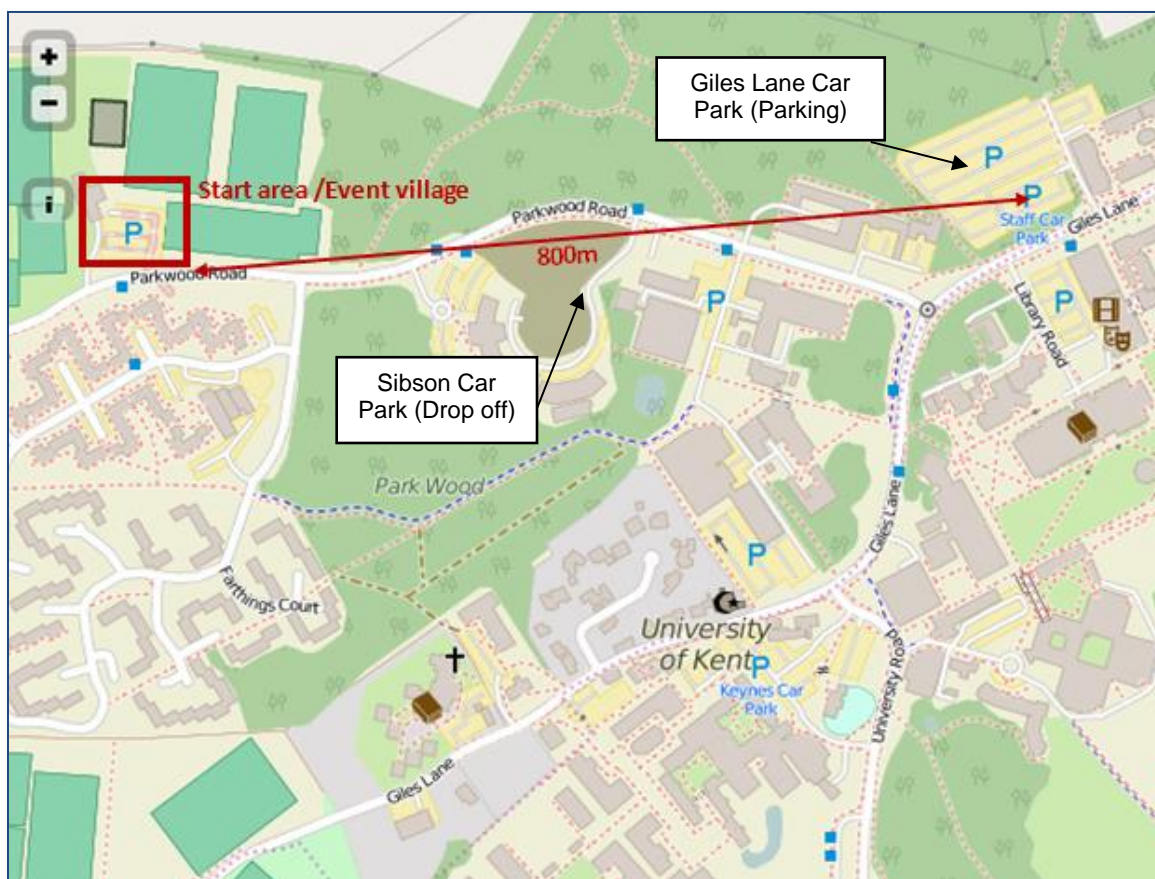 +
−
i
Giles Lane Car
Park (Parking)
P
P
Staff Car
Park
Giles Lane
Start area /Event village
P
Parkwood Road
Parkwood Road
800m
P
P
Library Road
Sibson Car
Park (Drop off)
Park Wood
Giles Lane
P
Farthings Court
University
of Kent
P
Keynes Car
Park
University Road
Giles Lane